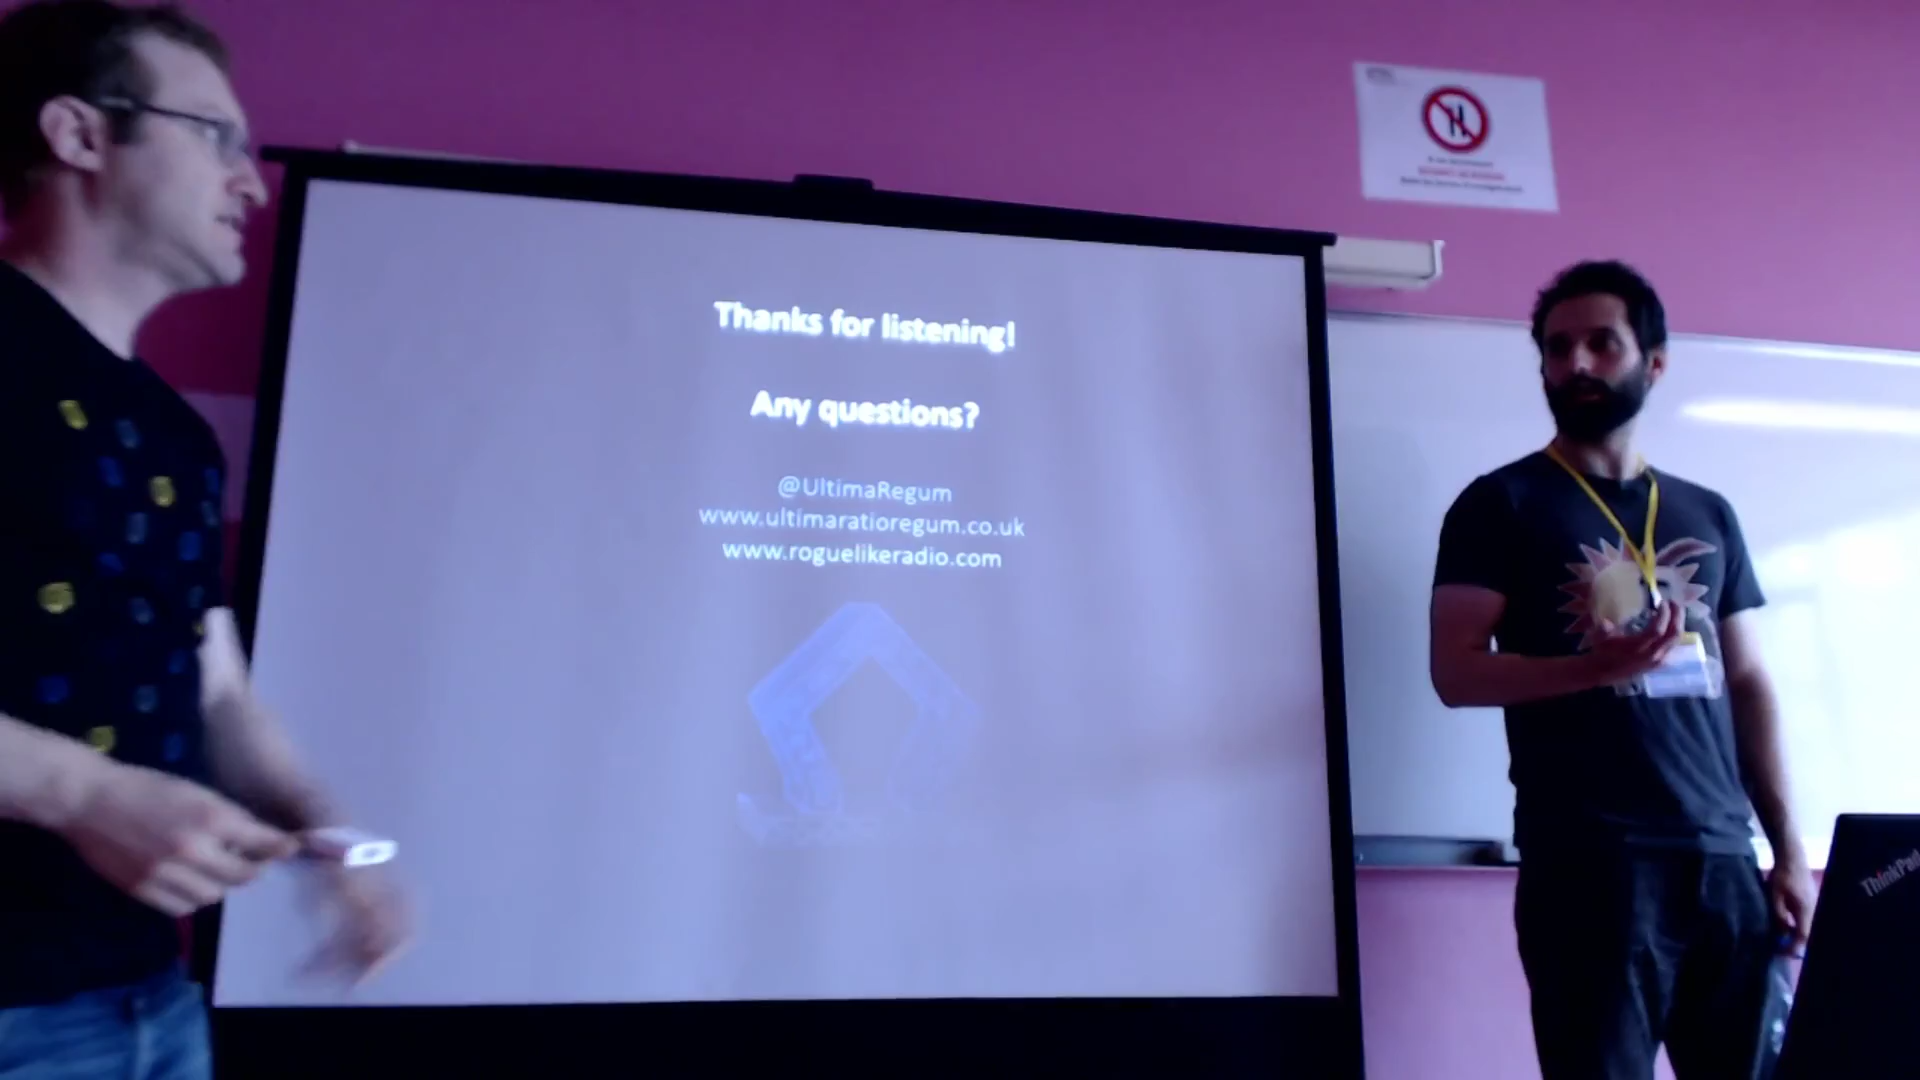 Thanks for listening!
Any questions?
@UltimaRegum
www.ultimaratioregum.co.uk
www.roguelikeradio.com
ThinkPad